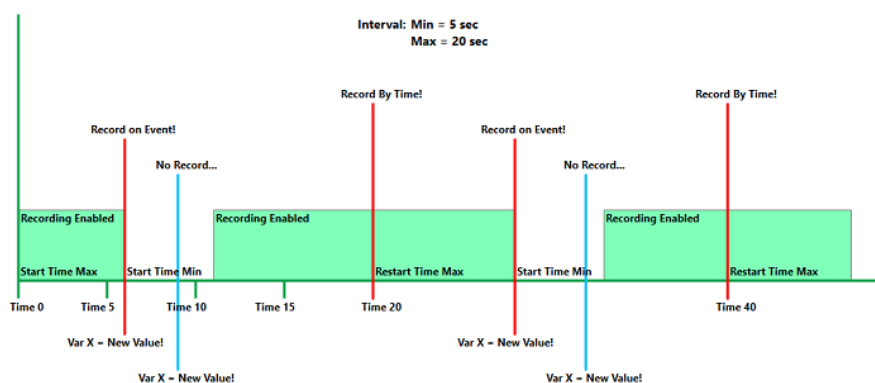 Interval: Min = 5 sec
Max = 20 sec
Record By Time!
Record By Time!
Record on Event!
Record on Event!
No Record...
No Record...
Recording Enabled
Recording Enabled
Recording Enabled
Start Time Max
Start Time Min
Restart Time Max
Start Time Min
Restart Time Max
Time 0
Time 5
Time 10
Time 15
Time 20
Time 40
Var X = New Value!
Var X = New Value!
Var X = New Value!
Var X = New Value!